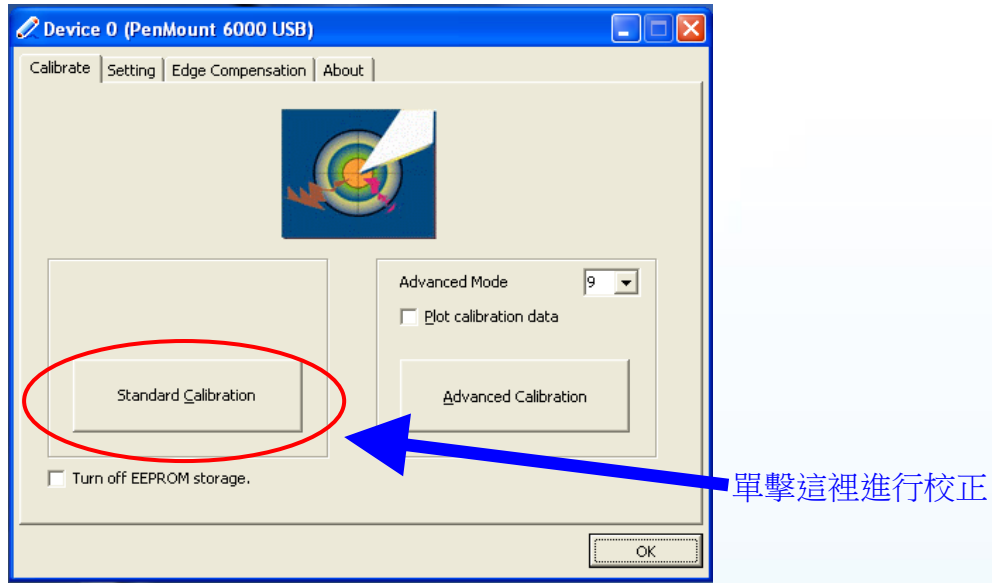 Device 0 (PenMount 6000 USB)
Calibrate Setting Edge Compensation About
Advanced Mode 9
Plot calibration data
Standard Calibration
Advanced Calibration
Turn off EEPROM storage.
單擊這裡進行校正
OK